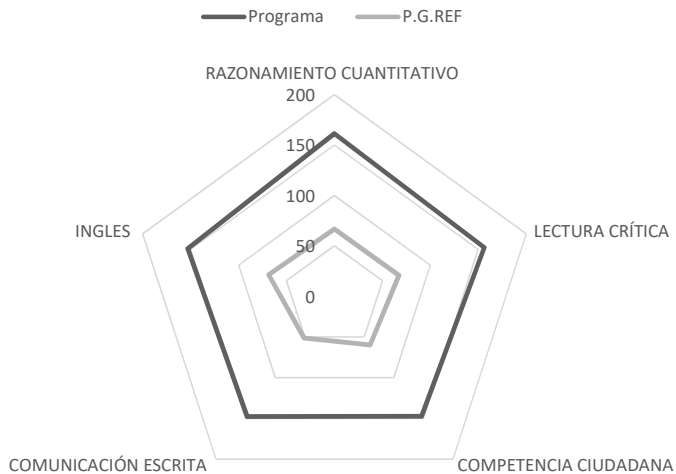 Programa P.G.REF
RAZONAMIENTO CUANTITATIVO
200
150
100
50
0
INGLES
LECTURA CRÍTICA
COMUNICACIÓN ESCRITA
COMPETENCIA CIUDADANA